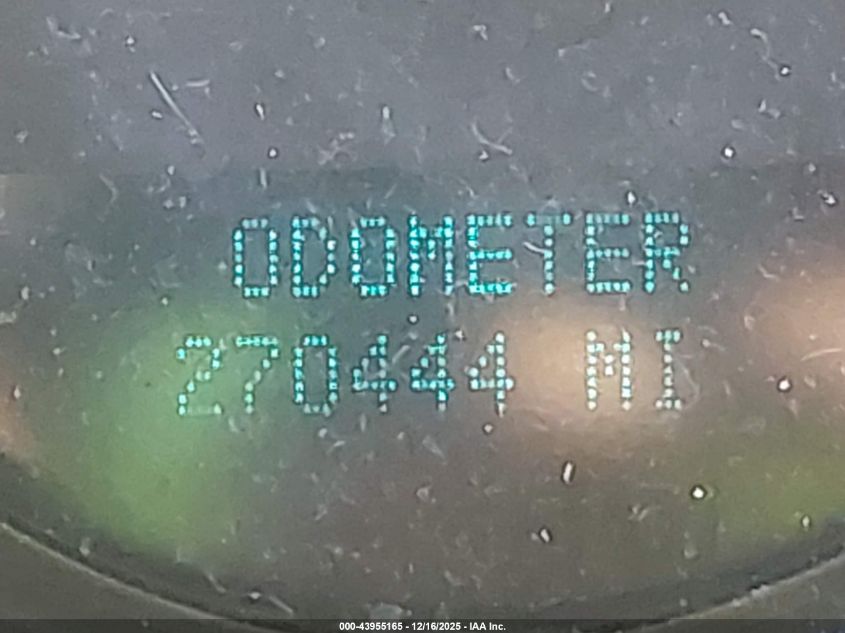 ODOMETER
270444 MI
000-43955165 - 12/16/2025 - IAA Inc.